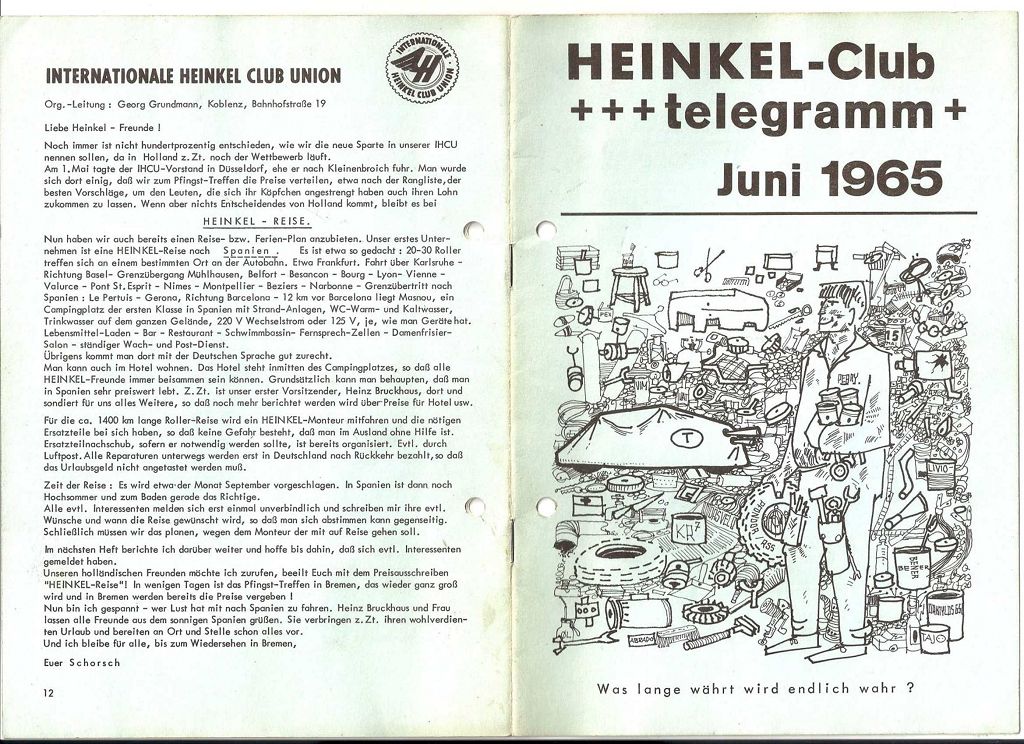 INTERNATIONALE HEINKEL CLUB UNION
INTERNATIONALE
HEINKEL CLUB UNION
Org.-Leitung : Georg Grundmann, Koblenz, Bahnhofstraße 19
Liebe Heinkel - Freunde !
Noch immer ist nicht hundertprozentig entschieden, wie wir die neue Sparte in unserer IHCU
nennen sollen, da in Holland z.Zt. noch der Wettbewerb läuft.
Am 1.Mai tagte der IHCU-Vorstand in Düsseldorf, ehe er nach Kleinenbroich fuhr. Man wurde
sich dort einig, daß wir zum Pfingst-Treffen die Preise verteilen, etwa nach der Rangliste,der
besten Vorschläge, um den Leuten, die sich ihr Köpfchen angestrengt haben auch ihren Lohn
zukommen zu lassen. Wenn aber nichts Entscheidendes von Holland kommt, bleibt es bei
HEINKEL - REISE.
Nun haben wir auch bereits einen Reise- bzw. Ferien-Plan anzubieten. Unser erstes Unter-
nehmen ist eine HEINKEL-Reise nach Spanien . Es ist etwa so gedacht : 20-30 Roller
treffen sich an einem bestimmten Ort an der Autobahn. Etwa Frankfurt. Fahrt über Karlsruhe -
Richtung Basel- Grenzübergang Mühlhausen, Belfort - Besancon - Bourg - Lyon- Vienne -
Valurce - Pont St.Esprit - Nimes - Montpellier - Beziers - Narbonne - Grenzübertritt nach
Spanien : Le Pertuis - Gerona, Richtung Barcelona - 12 km vor Barcelona liegt Masnou, ein
Campingplatz der ersten Klasse in Spanien mit Strand-Anlagen, WC-Warm- und Kaltwasser,
Trinkwasser auf dem ganzen Gelände, 220 V Wechselstrom oder 125 V, je, wie man Geräte hat.
Lebensmittel-Laden - Bar - Restaurant - Schwimmbosin- Fernsprech-Zellen - Damenfrisier-
Salon - ständiger Wach- und Post-Dienst.
Übrigens kommt man dort mit der Deutschen Sprache gut zurecht.
Man kann auch im Hotel wohnen. Das Hotel steht inmitten des Campingplatzes, so daß alle
HEINKEL-Freunde immer beisammen sein können. Grundsätzlich kann man behaupten, daß man
in Spanien sehr preiswert lebt. Z.Zt. ist unser erster Vorsitzender, Heinz Bruckhaus, dort und
sondiert für uns alles Weitere, so daß noch mehr berichtet werden wird über Preise für Hotel usw.
Für die ca. 1400 km lange Roller-Reise wird ein HEINKEL-Monteur mitfahren und die nötigen
Ersatzteile bei sich haben, so daß keine Gefahr besteht, daß man im Ausland ohne Hilfe ist.
Ersatzteilnachschub, sofern er notwendig werden sollte, ist bereits organisiert. Evtl. durch
Luftpost. Alle Reparaturen unterwegs werden erst in Deutschland nach Rückkehr bezahlt, so daß
das Urlaubsgeld nicht angetastet werden muß.
Zeit der Reise : Es wird etwa der Monat September vorgeschlagen. In Spanien ist dann noch
Hochsommer und zum Baden gerade das Richtige.
Alle evtl. Interessenten melden sich erst einmal unverbindlich und schreiben mir ihre evtl.
Wünsche und wann die Reise gewünscht wird, so daß man sich abstimmen kann gegenseitig.
Schließlich müssen wir das planen, wegen dem Monteur der mit auf Reise gehen soll.
Im nächsten Heft berichte ich darüber weiter und hoffe bis dahin, daß sich evtl. Interessenten
gemeldet haben.
Unseren holländischen Freunden möchte ich zurufen, beeilt Euch mit dem Preisausschreiben
"HEINKEL-Reise"! In wenigen Tagen ist das Pfingst-Treffen in Bremen, das wieder ganz groß
wird und in Bremen werden bereits die Preise vergeben !
Nun bin ich gespannt - wer Lust hat mit nach Spanien zu fahren. Heinz Bruckhaus und Frau
lassen alle Freunde aus dem sonnigen Spanien grüßen. Sie verbringen z.Zt. ihren wohlverdien-
ten Urlaub und bereiten an Ort und Stelle schon alles vor.
Und ich bleibe für alle, bis zum Wiedersehen in Bremen,
Euer Schorsch
12
HEINKEL-Club
+++telegramm+
Juni 1965
15
PERRY.
VIM
T
LIVIO
KR
BEINER
TAJO
Was lange währt wird endlich wahr ?